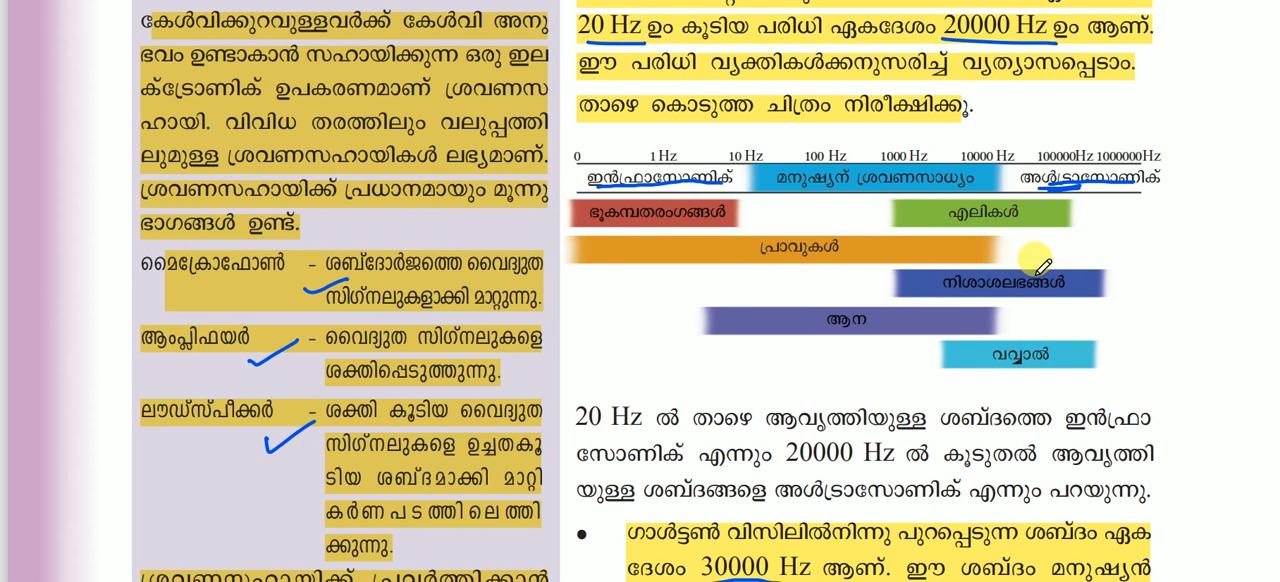 കേൾവിക്കുറവുള്ളവർക്ക് കേൾവി അനു
ഭവം ഉണ്ടാകാൻ സഹായിക്കുന്ന ഒരു ഇല
ക്ട്രോണിക് ഉപകരണമാണ് ശ്രവണസ
ഹായി. വിവിധ തരത്തിലും വലുപ്പത്തി
ലുമുള്ള ശ്രവണസഹായികൾ ലഭ്യമാണ്.
ശ്രവണസഹായിക്ക് പ്രധാനമായും മൂന്നു
ഭാഗങ്ങൾ ഉണ്ട്.
മൈക്രോഫോൺ – ശബ്ദോർജത്തെ വൈദ്യുത
സിഗ്നലുകളാക്കി മാറ്റുന്നു.
ആംപ്ലിഫയർ – വൈദ്യുത സിഗ്നലുകളെ
ശക്തിപ്പെടുത്തുന്നു.
ലൗഡ്സ്പീക്കർ – ശക്തി കൂടിയ വൈദ്യുത
സിഗ്നലുകളെ ഉച്ചതകൂ
ടിയ ശബ്ദമാക്കി മാറ്റി
കർണപടത്തിലെത്തി
ക്കുന്നു.
ശ്രവണസഹായിക്ക് പ്രവർത്തിക്കാൻ
20 Hz ഉം കൂടിയ പരിധി ഏകദേശം 20000 Hz ഉം ആണ്.
ഈ പരിധി വ്യക്തികൾക്കനുസരിച്ച് വ്യത്യാസപ്പെടാം.
താഴെ കൊടുത്ത ചിത്രം നിരീക്ഷിക്കൂ.
0 1 Hz 10 Hz 100 Hz 1000 Hz 10000 Hz 100000Hz 1000000Hz
ഇൻഫ്രാസോണിക് മനുഷ്യന് ശ്രവണസാധ്യം അൾട്രാസോണിക്
ഭൂകമ്പതരംഗങ്ങൾ എലികൾ
പ്രാവുകൾ
നിശാശലഭങ്ങൾ
ആന
വവ്വാൽ
20 Hz ൽ താഴെ ആവൃത്തിയുള്ള ശബ്ദത്തെ ഇൻഫ്രാ
സോണിക് എന്നും 20000 Hz ൽ കൂടുതൽ ആവൃത്തി
യുള്ള ശബ്ദങ്ങളെ അൾട്രാസോണിക് എന്നും പറയുന്നു.
• ഗാൾട്ടൺ വിസിലിൽനിന്നു പുറപ്പെടുന്ന ശബ്ദം ഏക
ദേശം 30000 Hz ആണ്. ഈ ശബ്ദം മനുഷ്യൻ